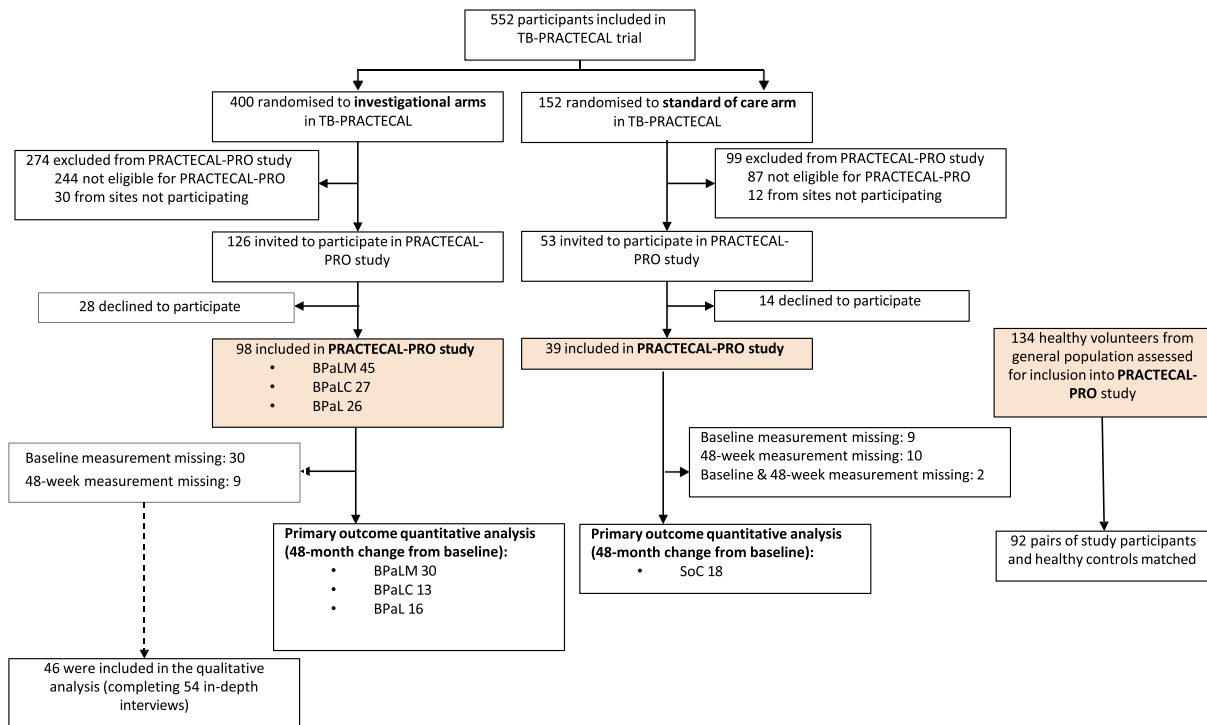 552 participants included in
TB-PRACTECAL trial
400 randomised to investigational arms
in TB-PRACTECAL
152 randomised to standard of care arm
in TB-PRACTECAL
274 excluded from PRACTECAL-PRO study
244 not eligible for PRACTECAL-PRO
30 from sites not participating
99 excluded from PRACTECAL-PRO study
87 not eligible for PRACTECAL-PRO
12 from sites not participating
126 invited to participate in PRACTECAL-
PRO study
53 invited to participate in PRACTECAL-
PRO study
28 declined to participate
14 declined to participate
98 included in PRACTECAL-PRO study
• BPaLM 45
• BPaLC 27
• BPaL 26
39 included in PRACTECAL-PRO study
134 healthy volunteers from
general population assessed
for inclusion into PRACTECAL-
PRO study
Baseline measurement missing: 30
48-week measurement missing: 9
Baseline measurement missing: 9
48-week measurement missing: 10
Baseline & 48-week measurement missing: 2
Primary outcome quantitative analysis
(48-month change from baseline):
• BPaLM 30
• BPaLC 13
• BPaL 16
Primary outcome quantitative analysis
(48-month change from baseline):
• SoC 18
92 pairs of study participants
and healthy controls matched
46 were included in the qualitative
analysis (completing 54 in-depth
interviews)